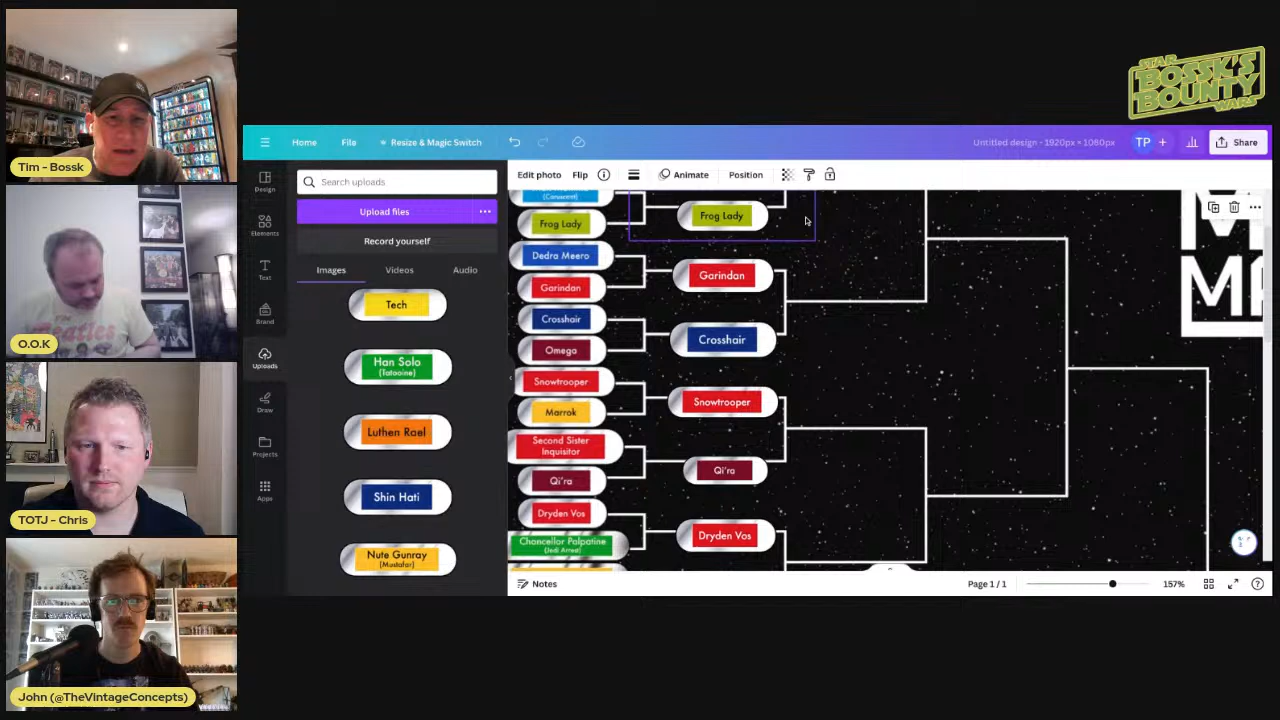 Tim - Bossk
O.O.K
The Beatles
TOTJ - Chris
John (@TheVintageConcepts)
STAR
BOSSK'S
BOUNTY
WARS
Home
File
Resize & Magic Switch
Untitled design - 1920px × 1080px
TP
+
Share
Design
Elements
Text
Brand
Uploads
Draw
Projects
Apps
Search uploads
Upload files
Record yourself
Images
Videos
Audio
Tech
Han Solo
(Tatooine)
Luthen Rael
Shin Hati
Nute Gunray
(Mustafar)
Edit photo
Flip
Animate
Position
(Coruscant)
Frog Lady
Dedra Meero
Garindan
Crosshair
Omega
Snowtrooper
Marrok
Second Sister
Inquisitor
Qi'ra
Dryden Vos
Chancellor Palpatine
(Jedi Arrest)
Frog Lady
Garindan
Crosshair
Snowtrooper
Qi'ra
Dryden Vos
MA
Notes
Page 1 / 1
157%